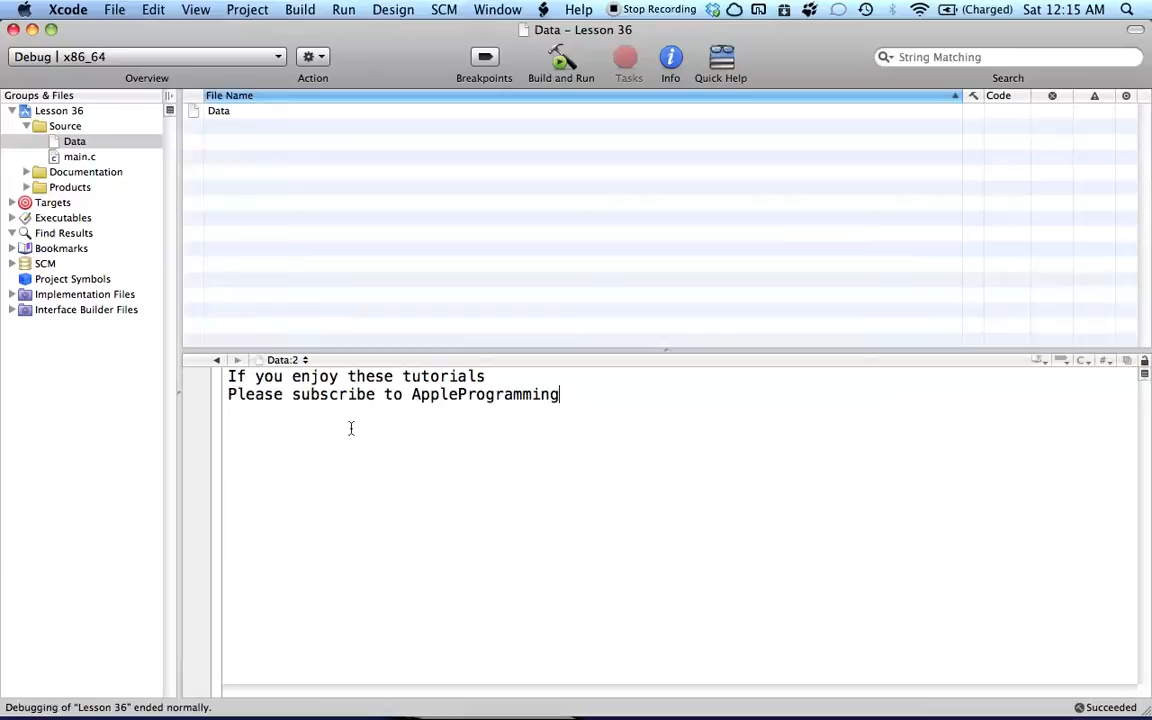 Xcode File Edit View Project Build Run Design SCM Window Help Stop Recording (Charged) Sat 12:15 AM
Data – Lesson 36
Debug | x86_64
String Matching
Overview Action Breakpoints Build and Run Tasks Info Quick Help Search
Groups & Files File Name Code
Lesson 36 Data
Source
Data
main.c
Documentation
Products
Targets
Executables
Find Results
Bookmarks
SCM
Project Symbols
Implementation Files
Interface Builder Files
Data:2 C #
If you enjoy these tutorials
Please subscribe to AppleProgramming
Debugging of "Lesson 36" ended normally. Succeeded